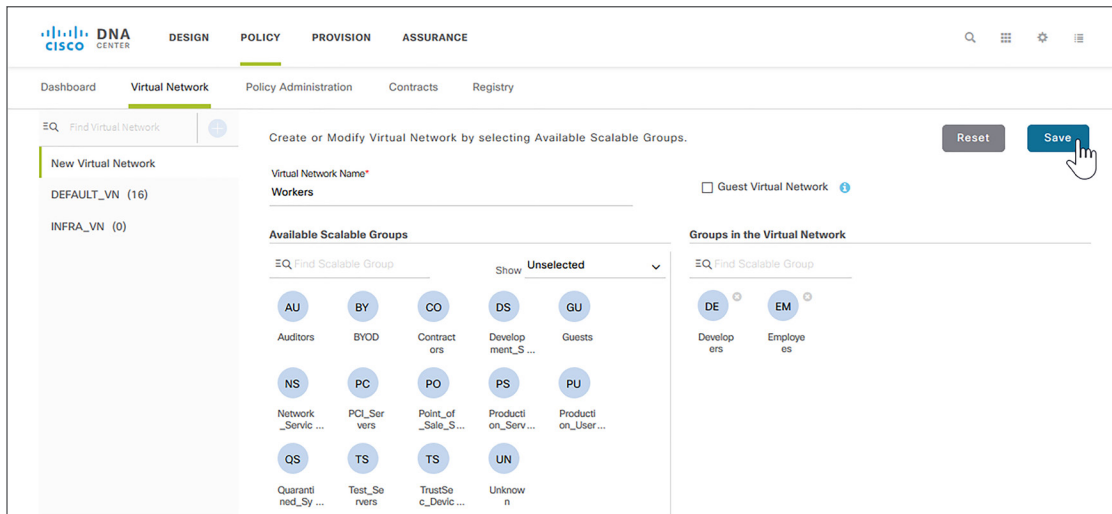 CISCO DNA CENTER DESIGN POLICY PROVISION ASSURANCE
Dashboard Virtual Network Policy Administration Contracts Registry
Find Virtual Network
New Virtual Network
DEFAULT_VN (16)
INFRA_VN (0)
Create or Modify Virtual Network by selecting Available Scalable Groups.
Reset
Save
Virtual Network Name*
Workers
Guest Virtual Network
Available Scalable Groups
Find Scalable Group
Show Unselected
AU BY CO DS GU
Auditors BYOD Contract Develop Guests
ors ment_S ...
NS PC PO PS PU
Network PCI_Ser Point_of Producti Producti
_Servic ... vers _Sale_S... on_Serv... on_User...
QS TS TS UN
Quaranti Test_Se TrustSe Unknow
ned_Sy ... rvers c_Devic ... n
Groups in the Virtual Network
Find Scalable Group
DE EM
Develop Employe
ers es